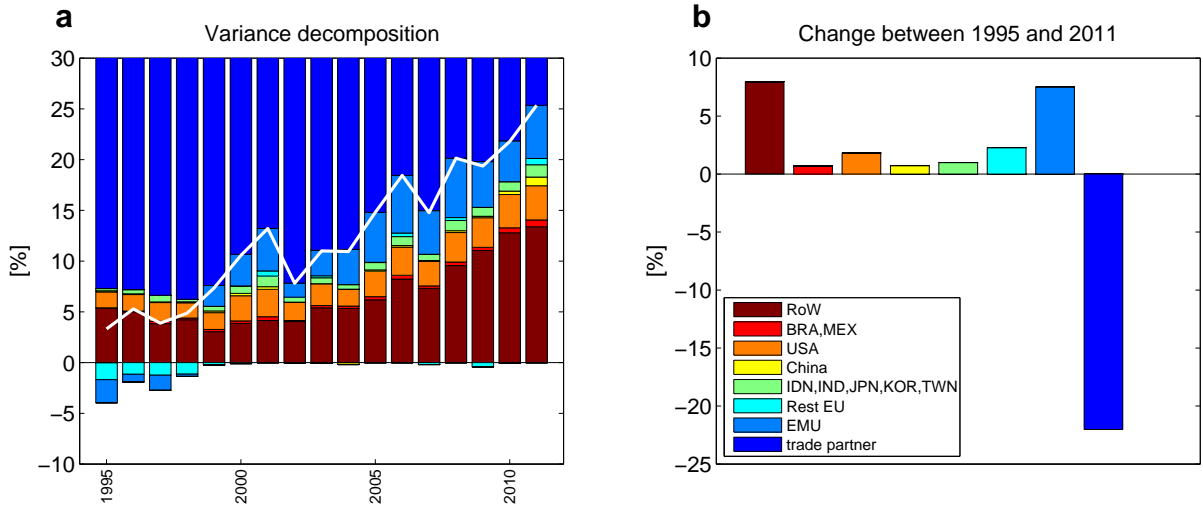 a
Variance decomposition
30
25
20
15
10
5
0
−5
−10
[%]
1995
2000
2005
2010
b
Change between 1995 and 2011
10
5
0
−5
−10
−15
−20
−25
[%]
RoW
BRA,MEX
USA
China
IDN,IND,JPN,KOR,TWN
Rest EU
EMU
trade partner